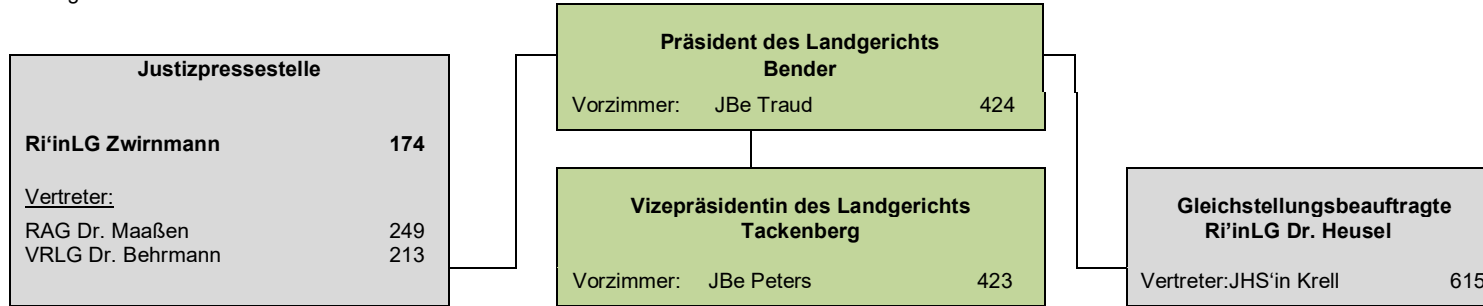 Justizpressestelle
Ri‘inLG Zwirnmann 174
Vertreter:
RAG Dr. Maaßen 249
VRLG Dr. Behrmann 213
Präsident des Landgerichts
Bender
Vorzimmer: JBe Traud 424
Vizepräsidentin des Landgerichts
Tackenberg
Vorzimmer: JBe Peters 423
Gleichstellungsbeauftragte
Ri’inLG Dr. Heusel
Vertreter:JHS‘in Krell 615